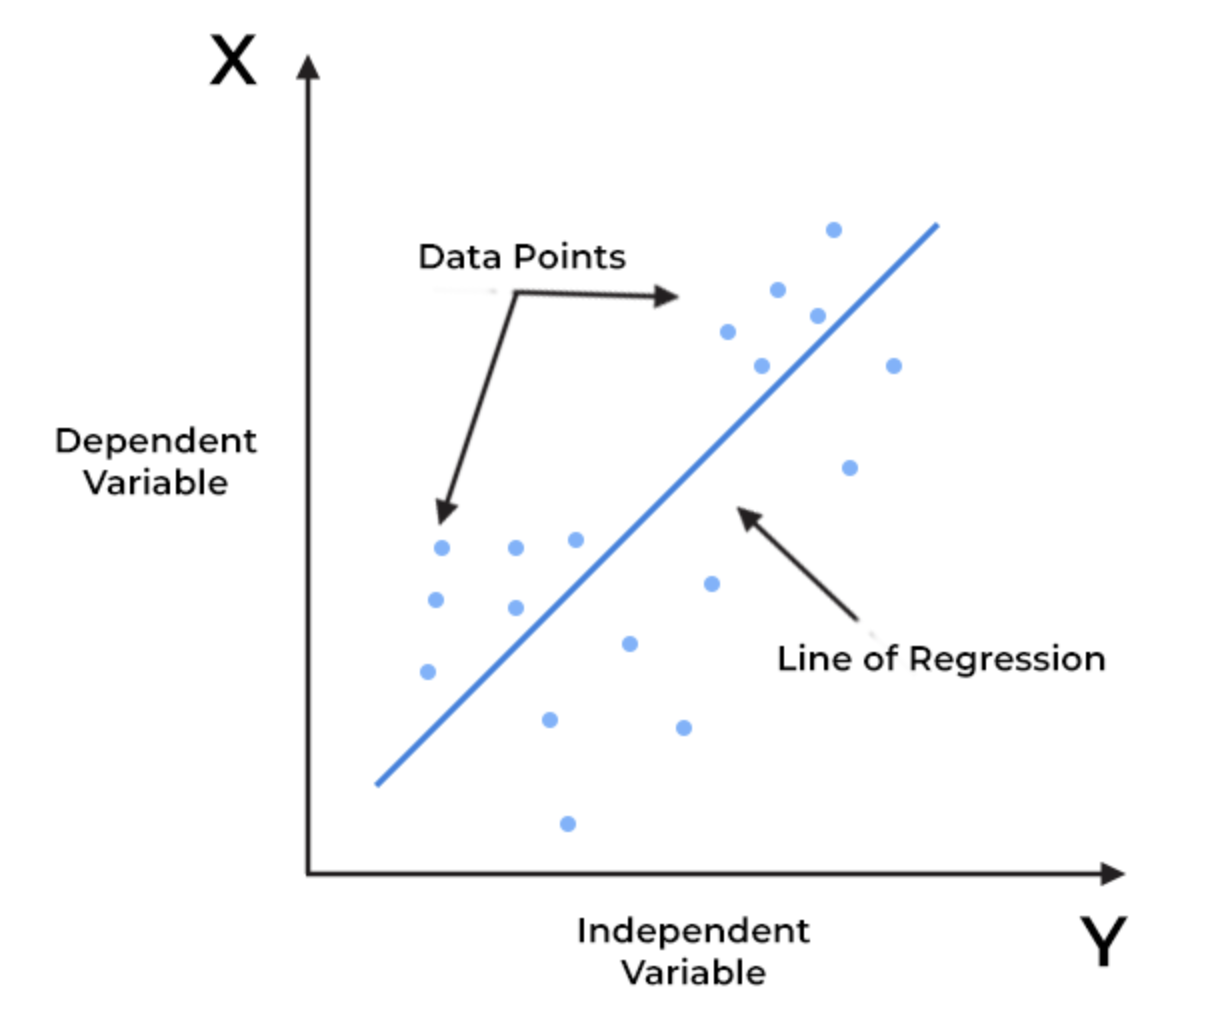 X
Data Points
Dependent
Variable
Line of Regression
Independent
Variable
Y